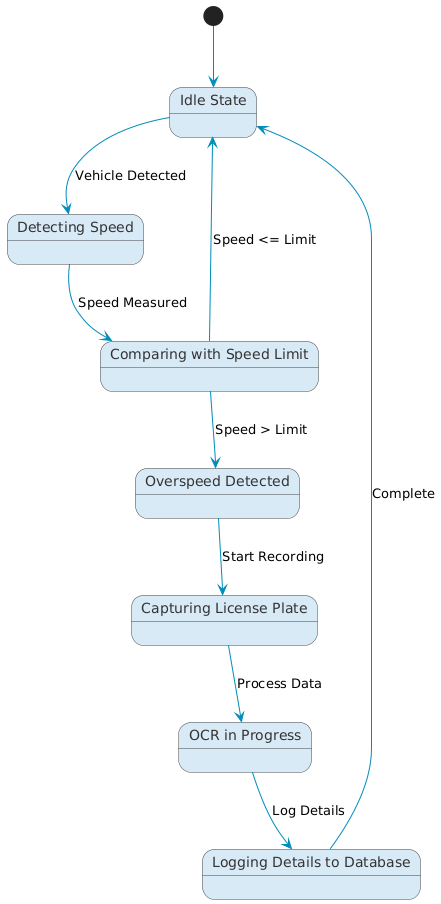 Idle State
Vehicle Detected
Detecting Speed
Speed <= Limit
Speed Measured
Comparing with Speed Limit
Speed > Limit
Overspeed Detected
Complete
Start Recording
Capturing License Plate
Process Data
OCR in Progress
Log Details
Logging Details to Database